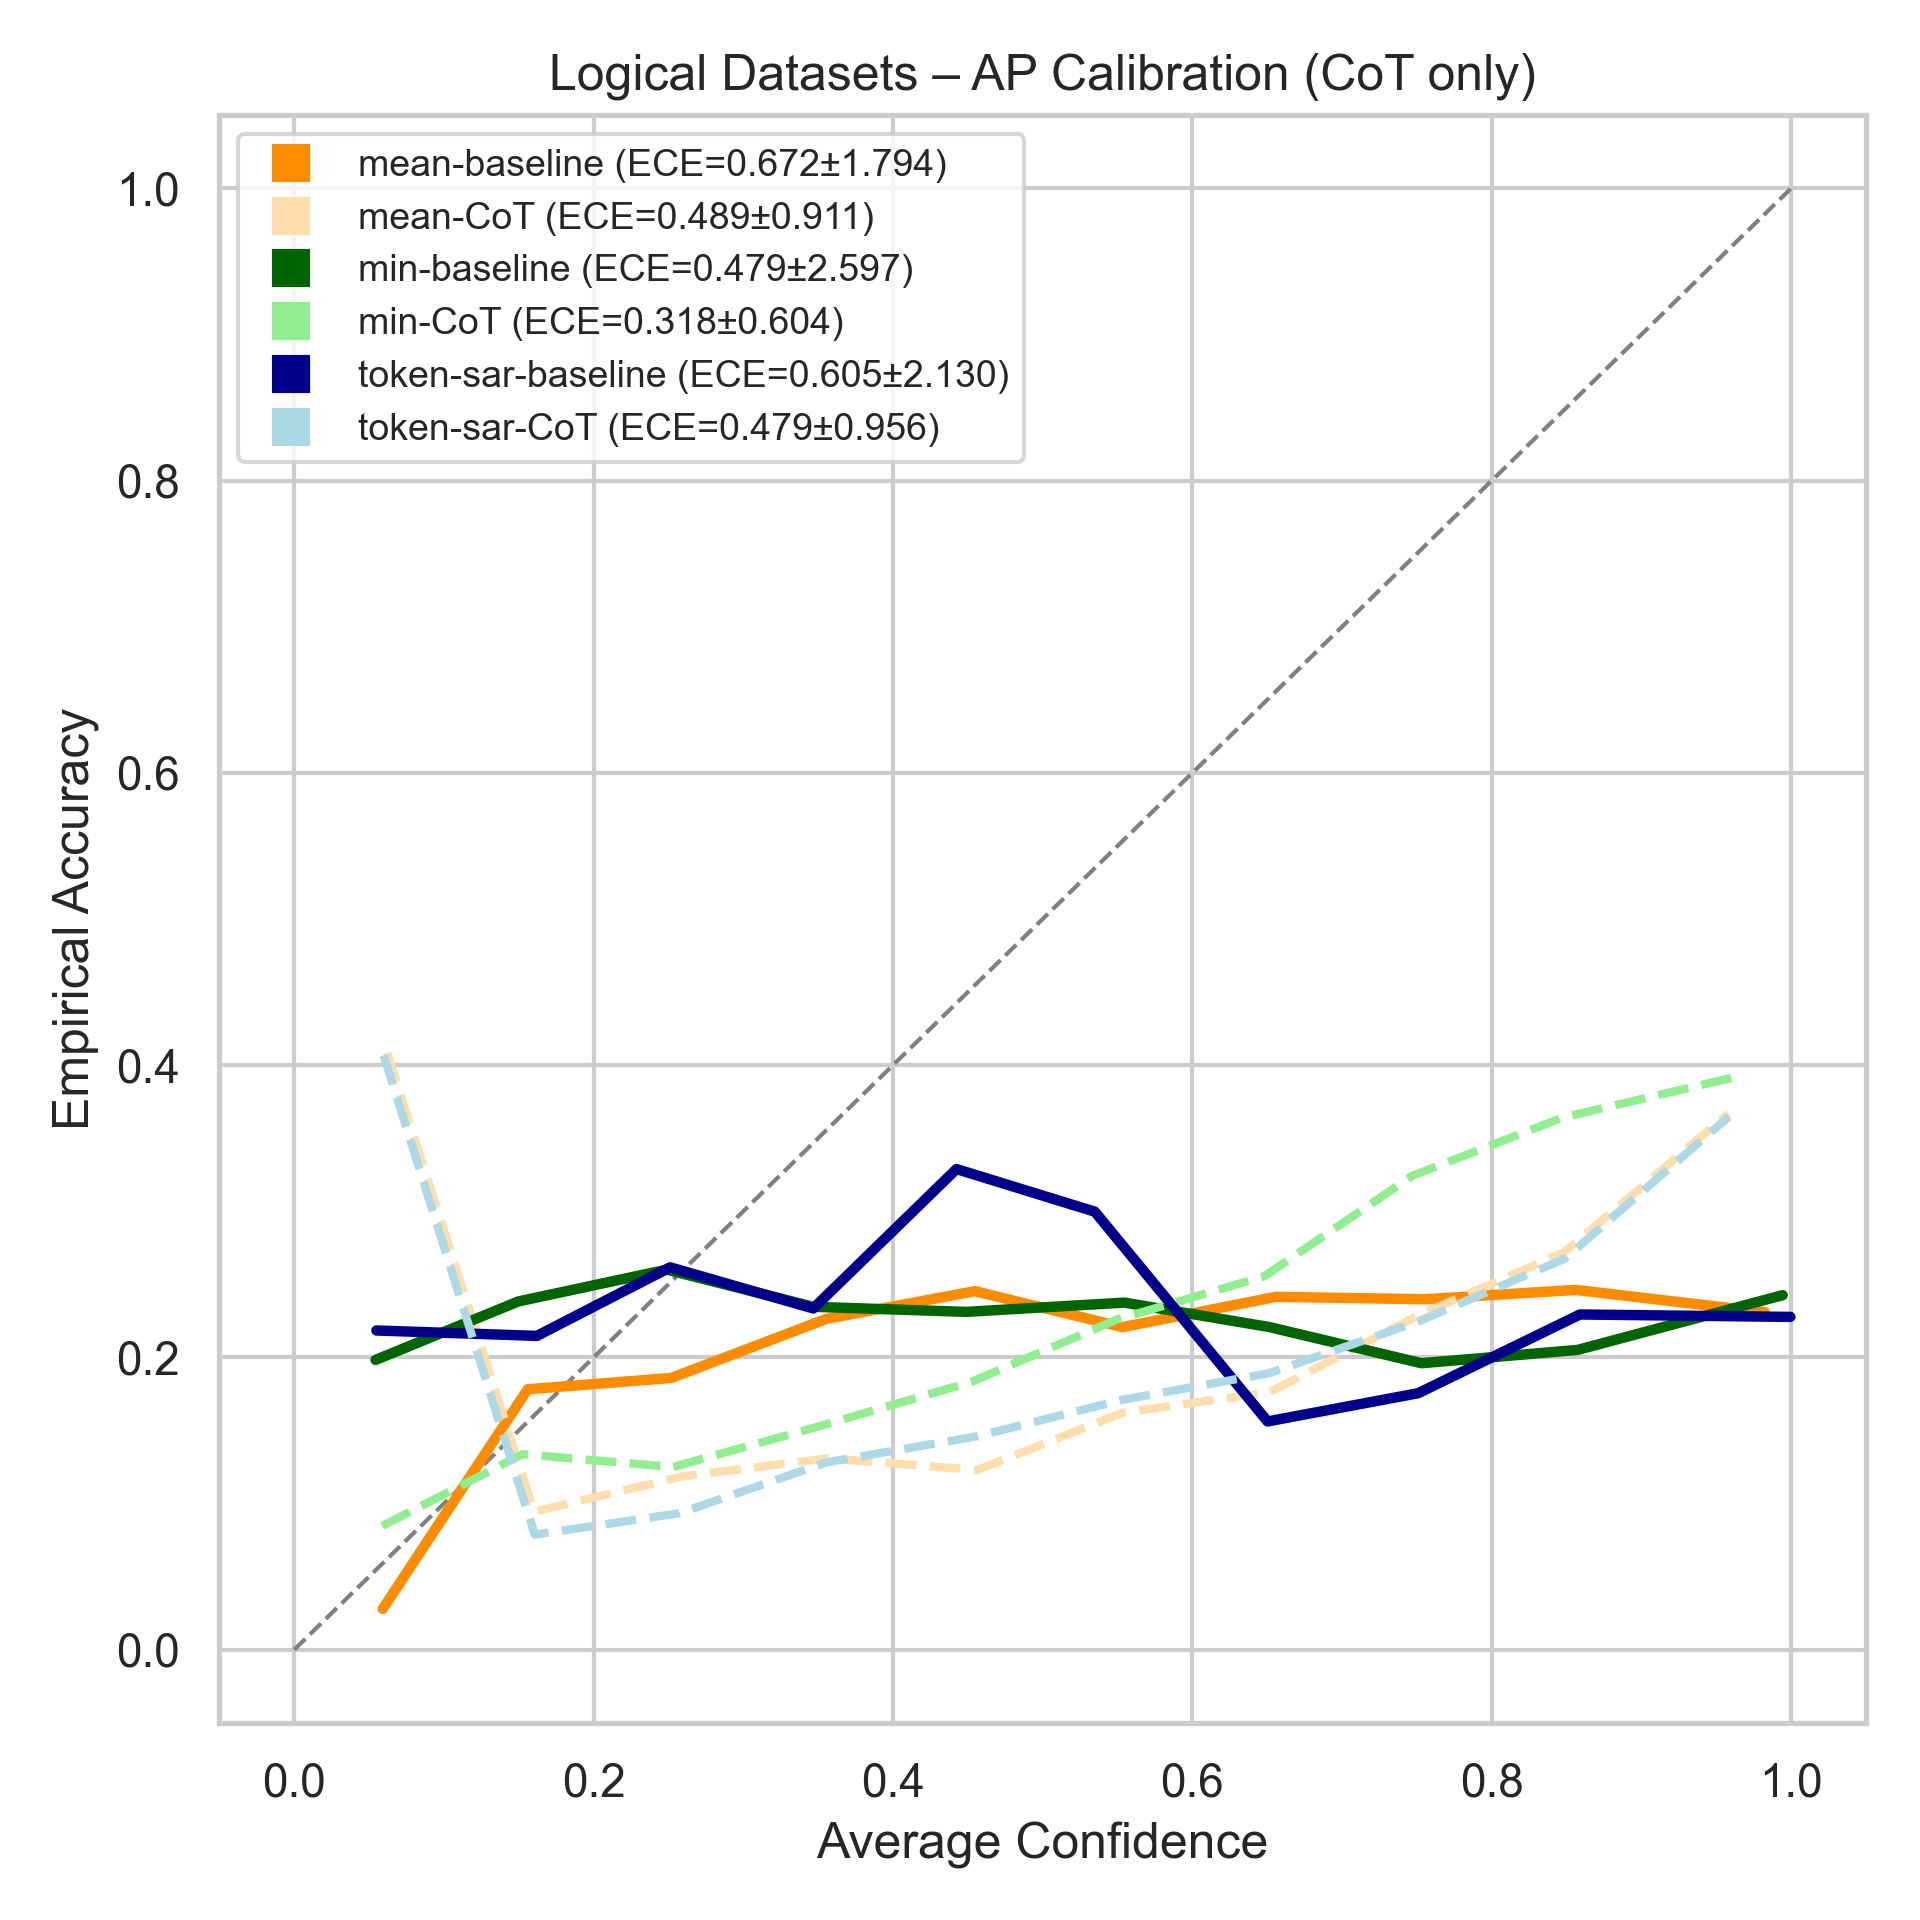 Logical Datasets – AP Calibration (CoT only)
mean-baseline (ECE=0.672±1.794)
mean-CoT (ECE=0.489±0.911)
min-baseline (ECE=0.479±2.597)
min-CoT (ECE=0.318±0.604)
token-sar-baseline (ECE=0.605±2.130)
token-sar-CoT (ECE=0.479±0.956)
1.0
0.8
0.6
0.4
0.2
0.0
Empirical Accuracy
0.0 0.2 0.4 0.6 0.8 1.0
Average Confidence